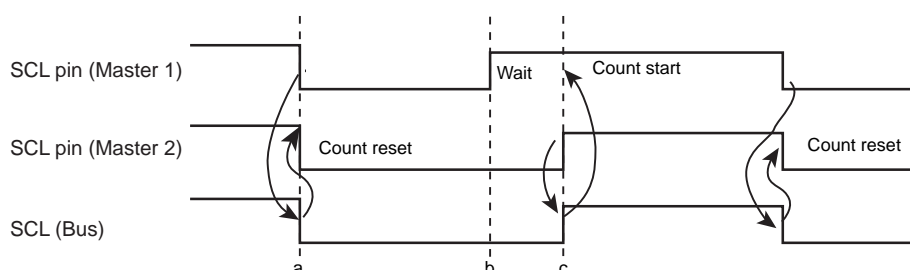 SCL pin (Master 1)
Wait
Count start
SCL pin (Master 2)
Count reset
Count reset
SCL (Bus)
a
b
c